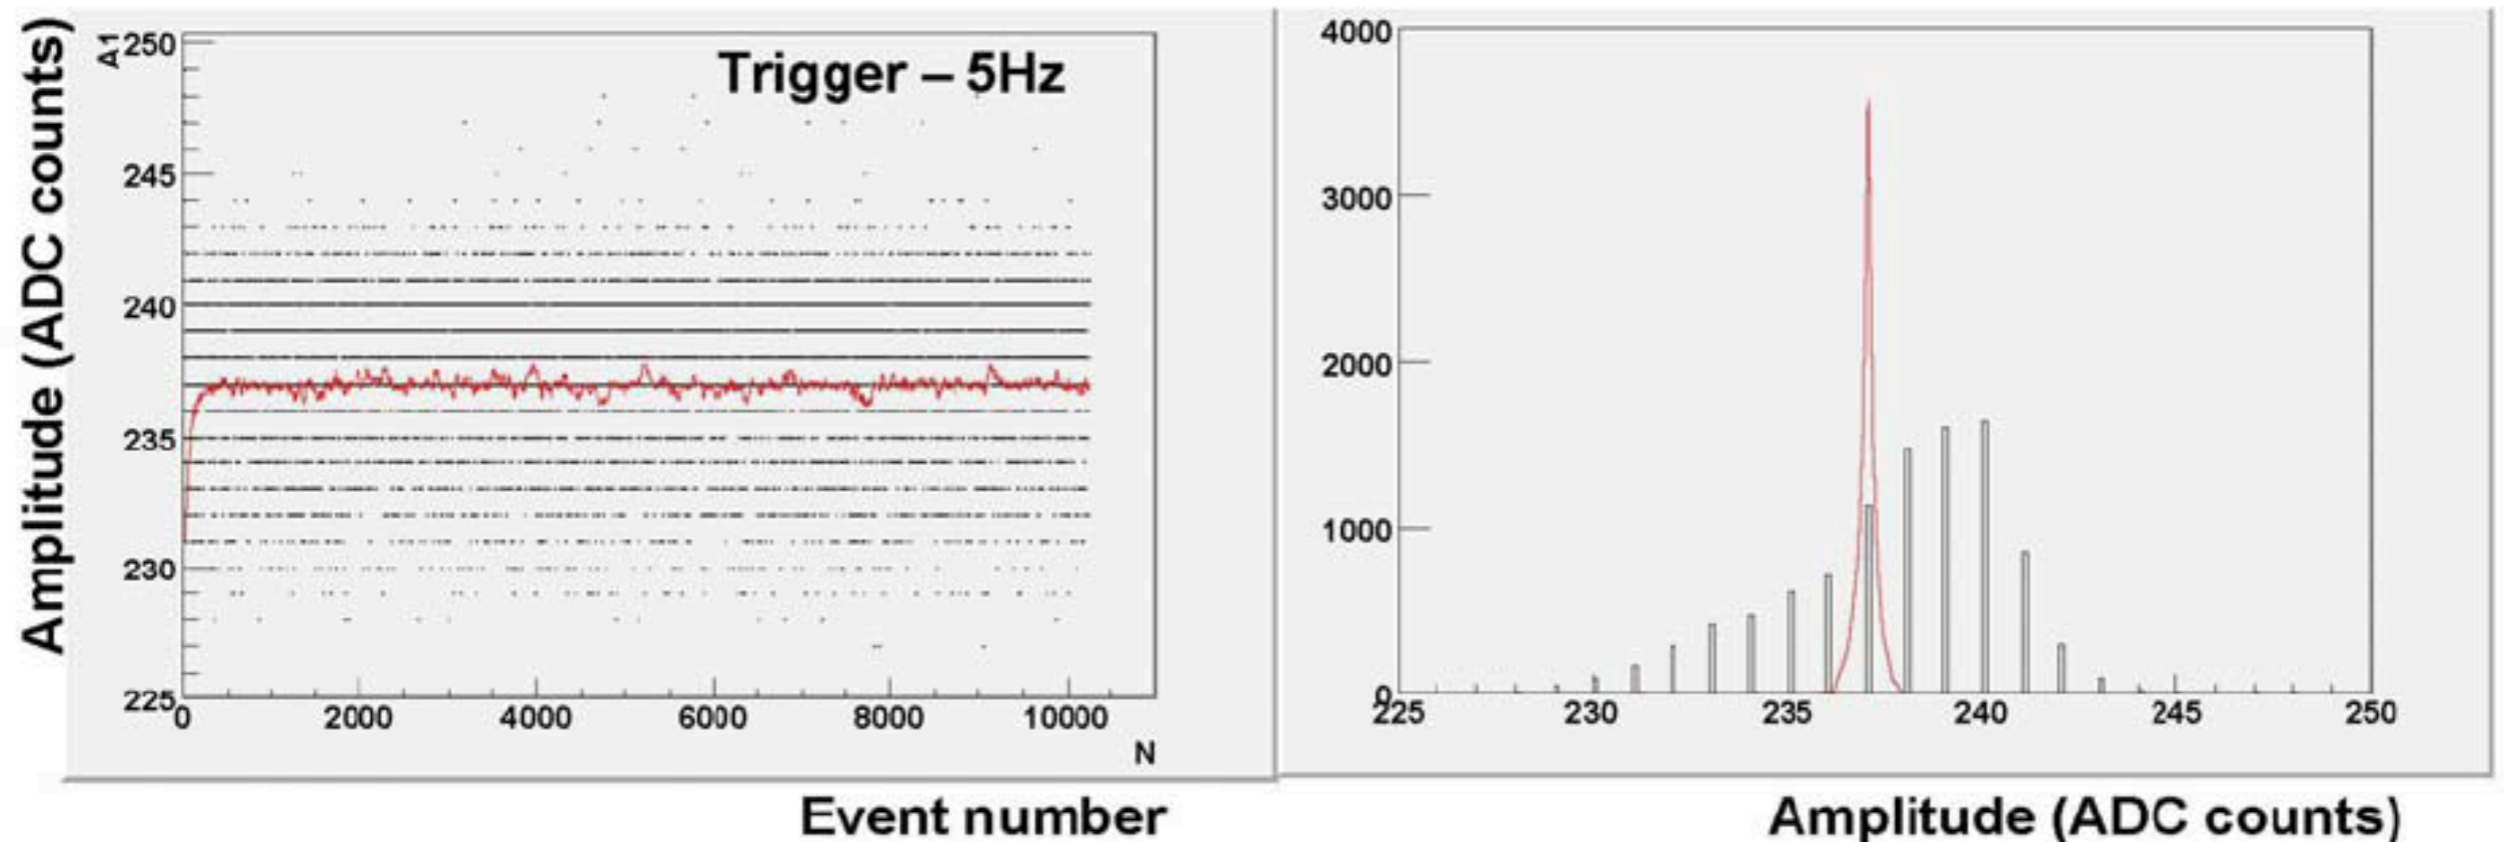 Amplitude (ADC counts)
A1
250
245
240
235
230
225
Trigger – 5Hz
0 2000 4000 6000 8000 10000
N
Event number
4000
3000
2000
1000
0
225 230 235 240 245 250
Amplitude (ADC counts)